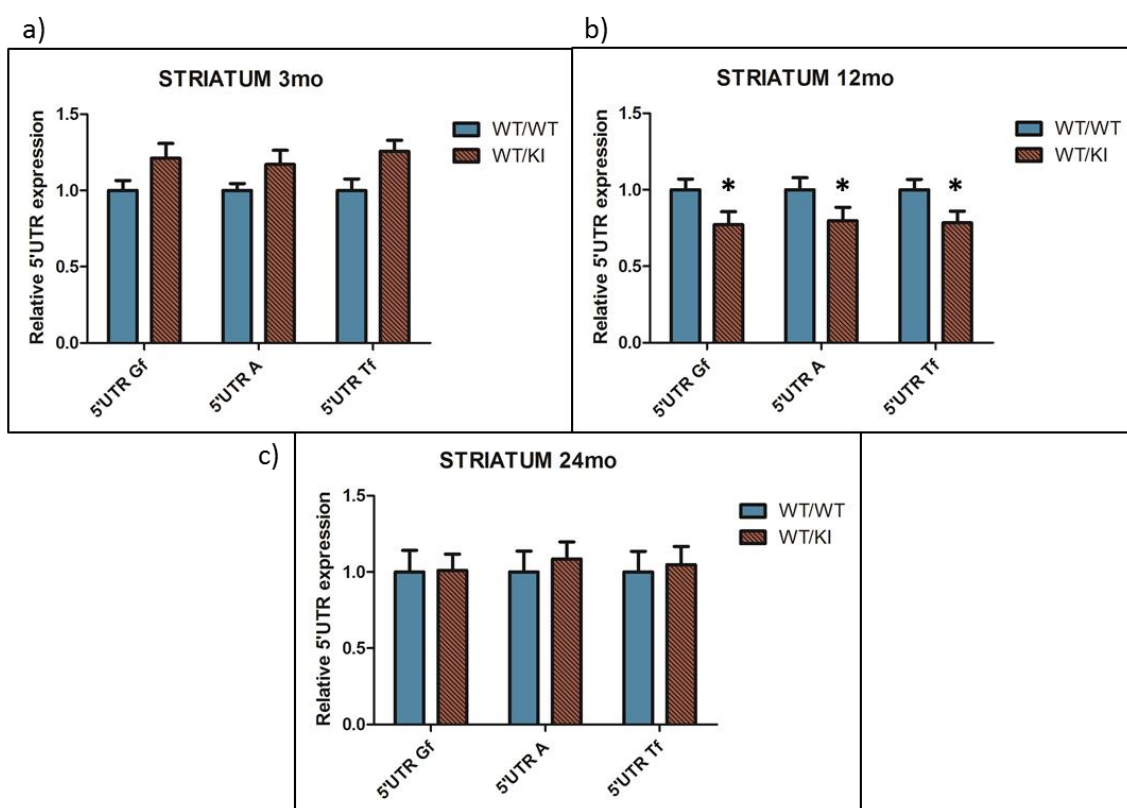 a)
STRIATUM 3mo
Relative 5'UTR expression
1.5
1.0
0.5
0.0
5'UTR Gf
5'UTR A
5'UTR Tf
WT/WT
WT/KI
b)
STRIATUM 12mo
Relative 5'UTR expression
1.5
1.0
0.5
0.0
* * *
5'UTR Gf
5'UTR A
5'UTR Tf
WT/WT
WT/KI
c)
STRIATUM 24mo
Relative 5'UTR expression
1.5
1.0
0.5
0.0
5'UTR Gf
5'UTR A
5'UTR Tf
WT/WT
WT/KI